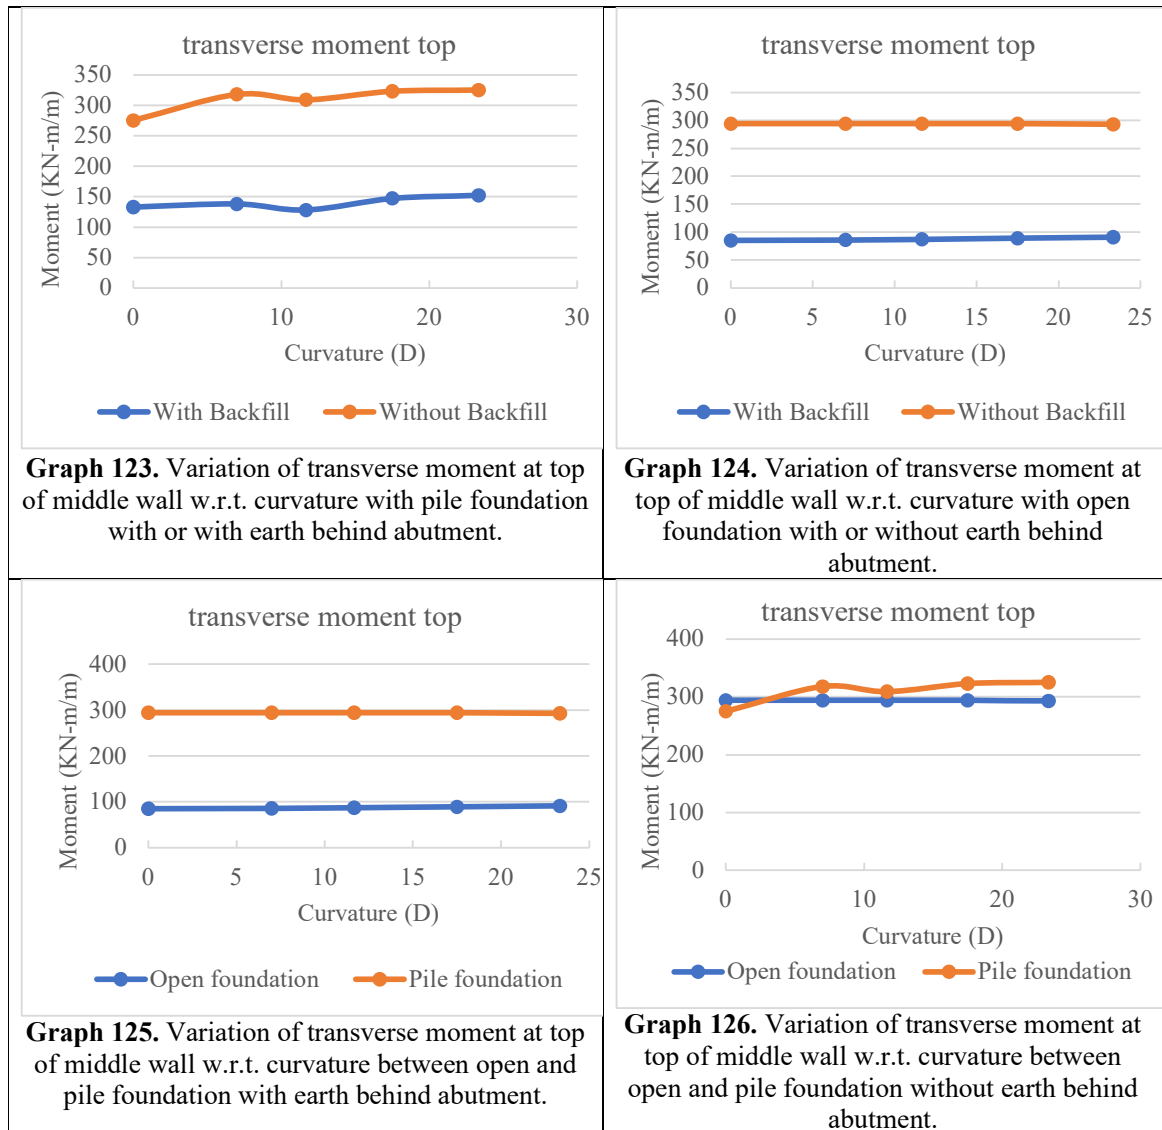 transverse moment top
350
300
250
200
150
100
50
0
Moment (KN-m/m)
0 10 20 30
Curvature (D)
With Backfill Without Backfill
Graph 123. Variation of transverse moment at top
of middle wall w.r.t. curvature with pile foundation
with or with earth behind abutment.
transverse moment top
350
300
250
200
150
100
50
0
Moment (KN-m/m)
0 5 10 15 20 25
Curvature (D)
With Backfill Without Backfill
Graph 124. Variation of transverse moment at
top of middle wall w.r.t. curvature with open
foundation with or without earth behind
abutment.
transverse moment top
400
300
200
100
0
Moment (KN-m/m)
0 5 10 15 20 25
Curvature (D)
Open foundation Pile foundation
Graph 125. Variation of transverse moment at top
of middle wall w.r.t. curvature between open and
pile foundation with earth behind abutment.
transverse moment top
400
300
200
100
0
Moment (KN-m/m)
0 10 20 30
Curvature (D)
Open foundation Pile foundation
Graph 126. Variation of transverse moment at
top of middle wall w.r.t. curvature between
open and pile foundation without earth behind
abutment.